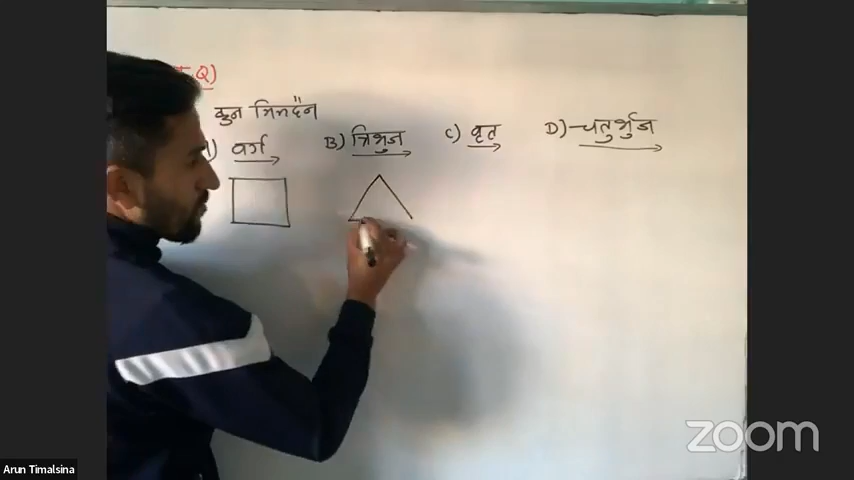 Q)
कुन मिल्दैन
) वर्ग B) त्रिभुज C) वृत D) चतुर्भुज
zoom
Arun Timalsina